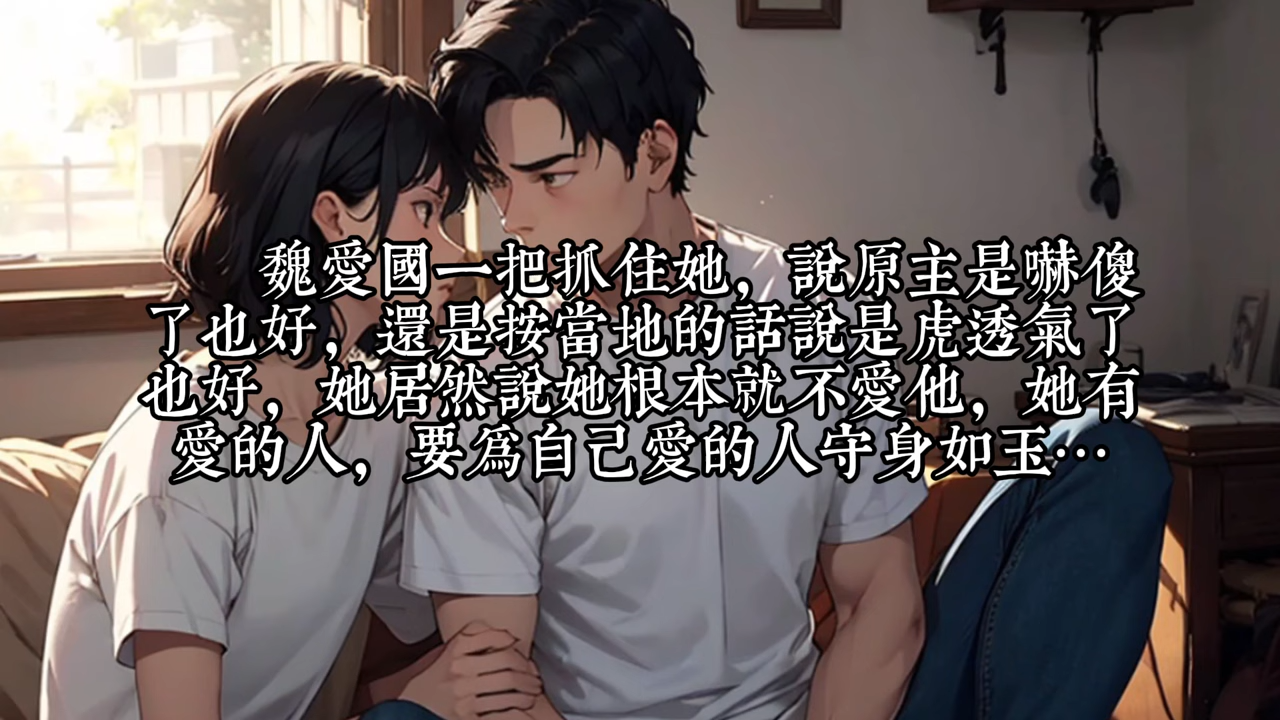 魏愛國一把抓住她，說原主是嚇傻
了也好，還是按當地的話說是虎透氣了
也好，她居然說她根本就不愛他，她有
愛的人，要爲自己愛的人守身如玉…